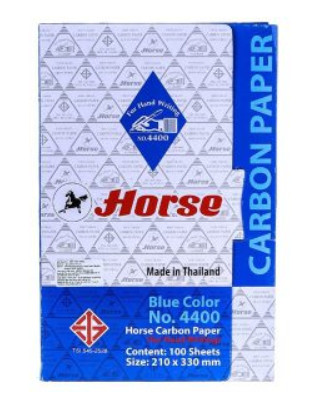 For Hand Writing
NO. 4400
CARBON PAPER
Horse
Made in Thailand
Blue Color
No. 4400
Horse Carbon Paper
For Hand Writing
Content: 100 Sheets
Size: 210 x 330 mm